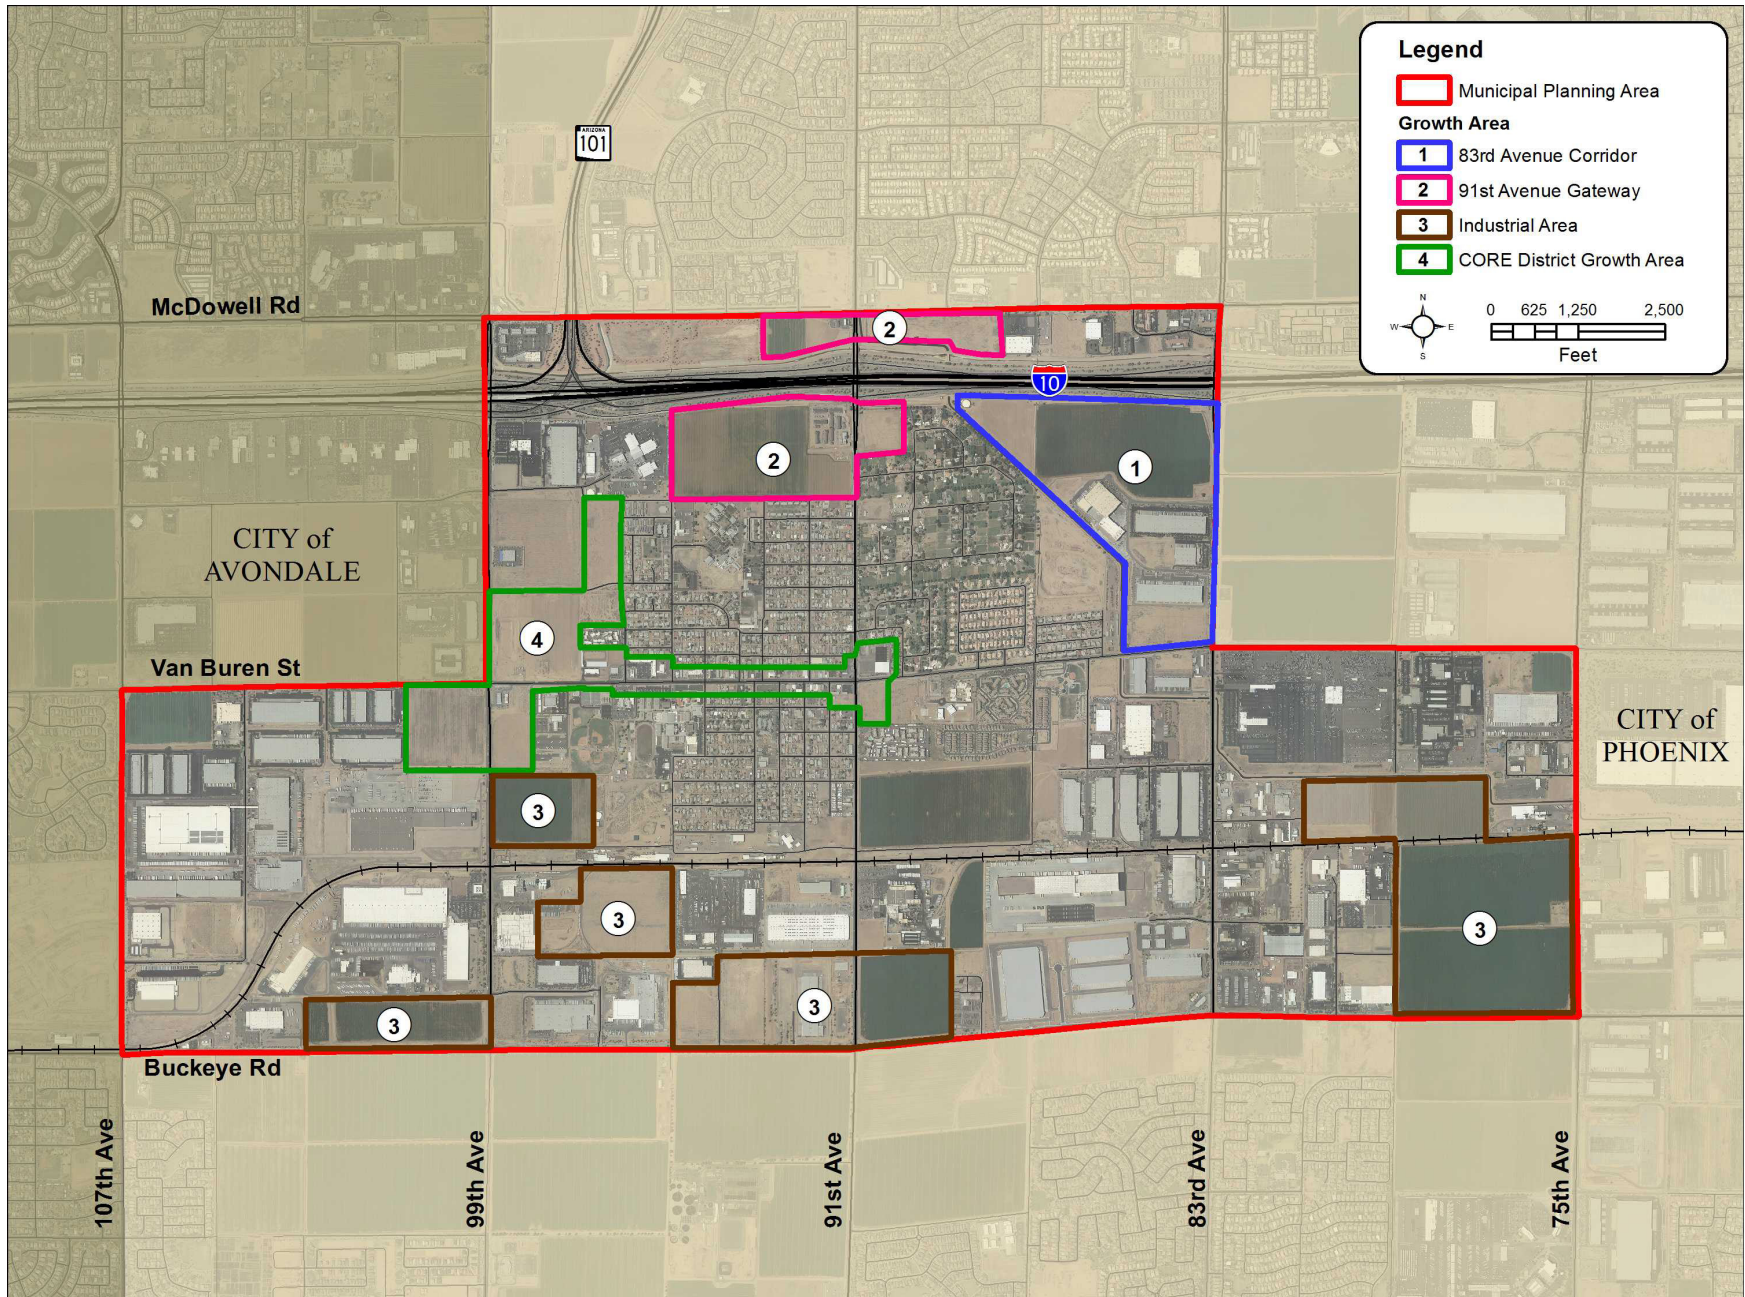 Legend
Municipal Planning Area
Growth Area
1 83rd Avenue Corridor
2 91st Avenue Gateway
3 Industrial Area
4 CORE District Growth Area
N
W E
S
0 625 1,250 2,500
Feet
ARIZONA
101
McDowell Rd
2
10
2
1
CITY of
AVONDALE
4
Van Buren St
CITY of
PHOENIX
3
3
3
3
3
Buckeye Rd
107th Ave
99th Ave
91st Ave
83rd Ave
75th Ave